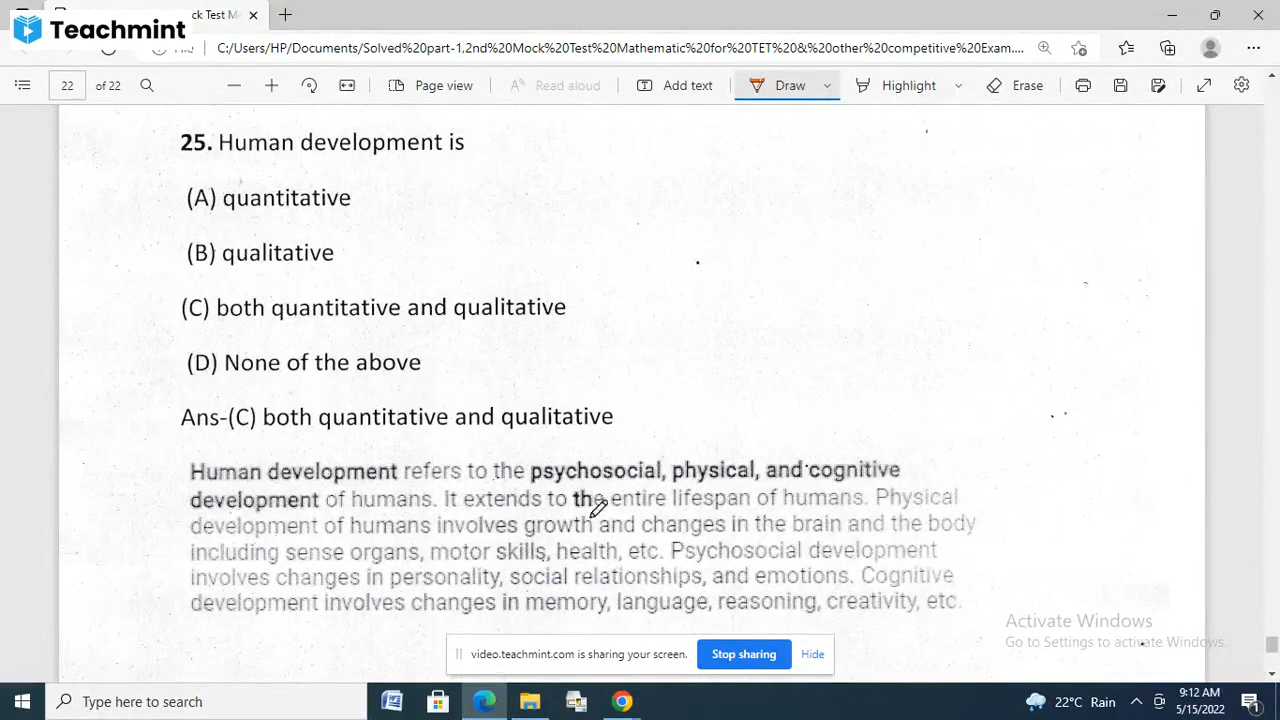 ck Test M
Teachmint
C:/Users/HP/Documents/Solved%20part-1,2nd%20Mock%20Test%20Mathematic%20for%20TET%20&%20other%20competitive%20Exam....
22 of 22
Page view
Read aloud
Add text
Draw
Highlight
Erase
25. Human development is
(A) quantitative
(B) qualitative
(C) both quantitative and qualitative
(D) None of the above
Ans-(C) both quantitative and qualitative
Human development refers to the psychosocial, physical, and cognitive
development of humans. It extends to the entire lifespan of humans. Physical
development of humans involves growth and changes in the brain and the body
including sense organs, motor skills, health, etc. Psychosocial development
involves changes in personality, social relationships, and emotions. Cognitive
development involves changes in memory, language, reasoning, creativity, etc.
Activate Windows
Go to Settings to activate Windows.
video.teachmint.com is sharing your screen.
Stop sharing
Hide
Type here to search
22°C Rain
9:12 AM
5/15/2022
1